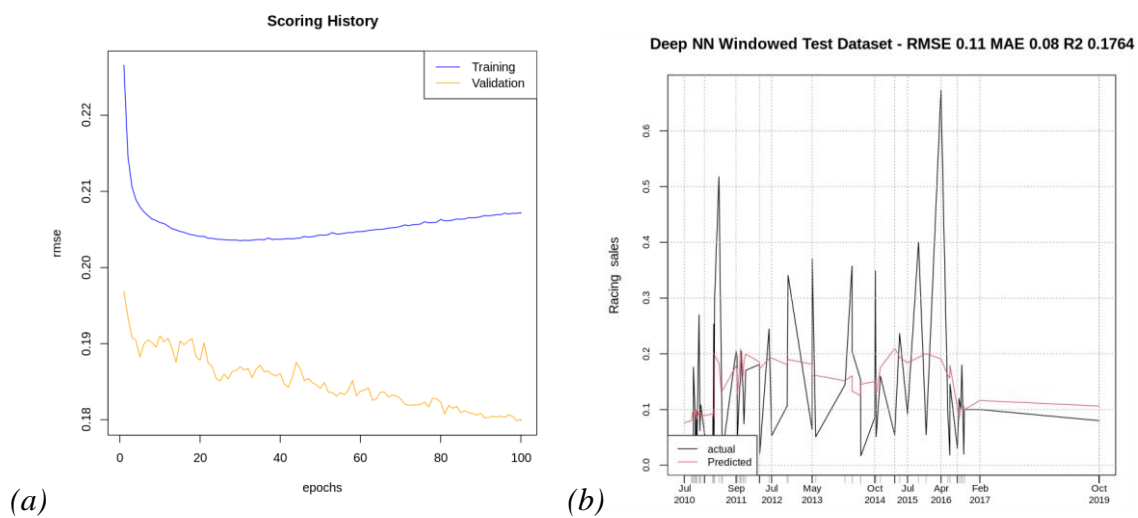 Scoring History
Training
Validation
rmse
0.22
0.21
0.20
0.19
0.18
0 20 40 60 80 100
epochs
(a)
Deep NN Windowed Test Dataset - RMSE 0.11 MAE 0.08 R2 0.1764
Racing sales
0.6
0.5
0.4
0.3
0.2
0.1
0.0
actual
Predicted
Jul Sep Jul May Oct Jul Apr Feb Oct
2010 2011 2012 2013 2014 2015 2016 2017 2019
(b)